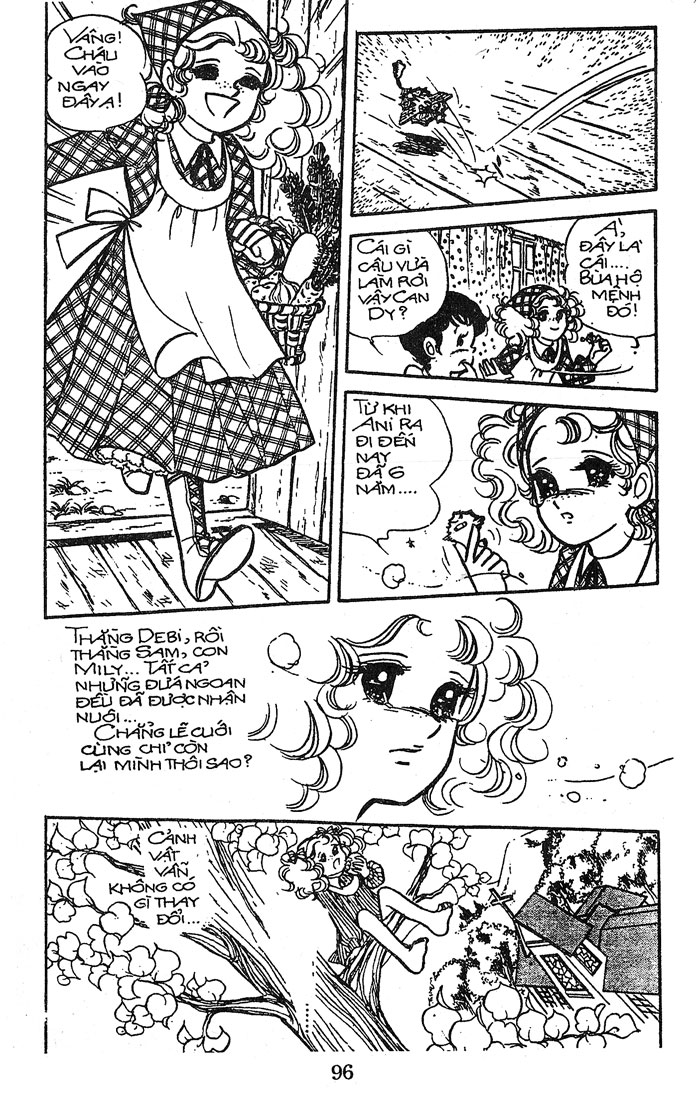 VÂNG!
CHÁU
VÀO
NGAY
ĐÂY Ạ!
CÁI GÌ
CẬU VỪA
LÀM RƠI
VẬY CAN
DY?
À,
ĐÂY LÀ
CÁI....
BÙA HỘ
MỆNH
ĐÓ!
TỪ KHI
ANI RA
ĐI ĐẾN
NAY
ĐÃ 6
NĂM....
THẰNG DEBI, RỒI
THẰNG SAM, CON
MILY... TẤT CẢ
NHỮNG ĐỨA NGOAN
ĐỀU ĐÃ ĐƯỢC NHẬN
NUÔI...
CHẲNG LẼ CUỐI
CÙNG CHỈ CÒN
LẠI MÌNH THÔI SAO?
CẢNH
VẬT
VẪN
KHÔNG CÓ
GÌ THAY
ĐỔI...
96